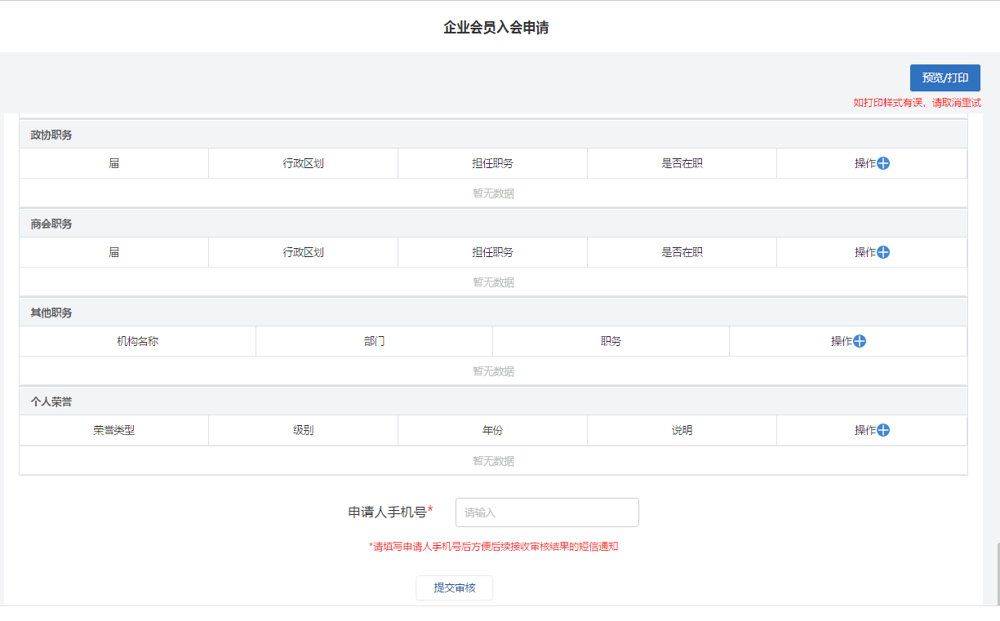 企业会员入会申请
预览/打印
如打印样式有误，请取消重试
政协职务
届 行政区划 担任职务 是否在职 操作
暂无数据
商会职务
届 行政区划 担任职务 是否在职 操作
暂无数据
其他职务
机构名称 部门 职务 操作
暂无数据
个人荣誉
荣誉类型 级别 年份 说明 操作
暂无数据
申请人手机号* 请输入
*请填写申请人手机号后方便后续接收审核结果的短信通知
提交审核